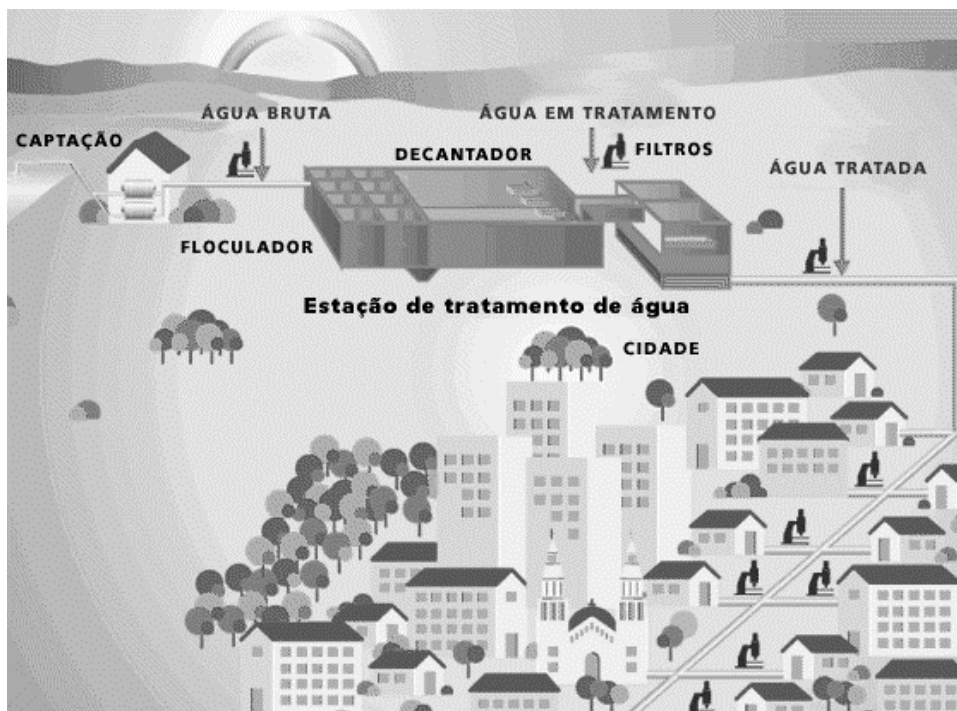 ÁGUA BRUTA
ÁGUA EM TRATAMENTO
CAPTAÇÃO
DECANTADOR
FILTROS
ÁGUA TRATADA
FLOCULADOR
Estação de tratamento de água
CIDADE